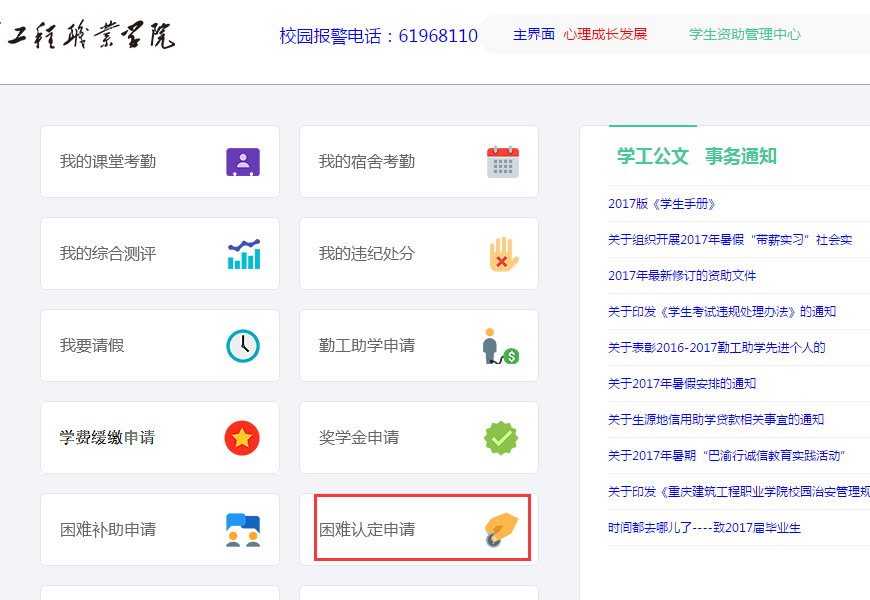 工程職業学院
校园报警电话：61968110
主界面 心理成长发展 学生资助管理中心
我的课堂考勤
我的宿舍考勤
我的综合测评
我的违纪处分
我要请假
勤工助学申请
$
学费缓缴申请
奖学金申请
困难补助申请
困难认定申请
学工公文 事务通知
2017版《学生手册》
关于组织开展2017年暑假“带薪实习”社会实
2017年最新修订的资助文件
关于印发《学生考试违规处理办法》的通知
关于表彰2016-2017勤工助学先进个人的
关于2017年暑假安排的通知
关于生源地信用助学贷款相关事宜的通知
关于2017年暑期“巴渝行诚信教育实践活动”
关于印发《重庆建筑工程职业学院校园治安管理规
时间都去哪儿了----致2017届毕业生